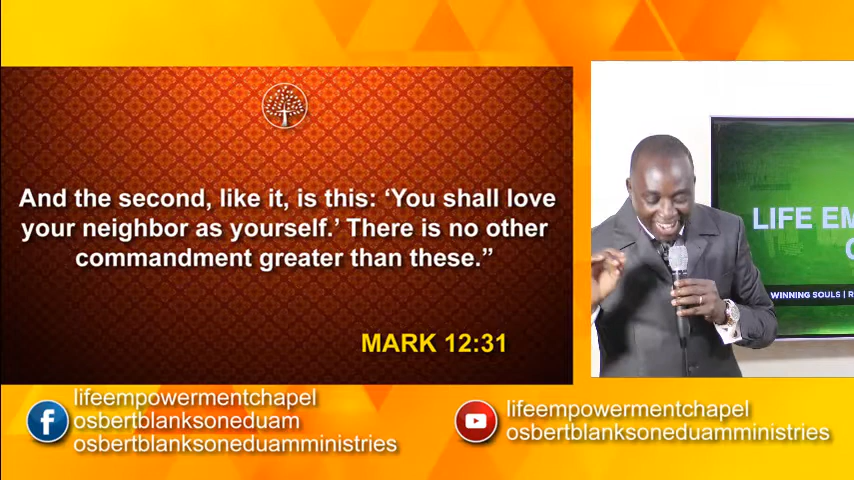 And the second, like it, is this: ‘You shall love
your neighbor as yourself.’ There is no other
commandment greater than these.”
MARK 12:31
LIFE EM
C
WINNING SOULS | R
lifeempowermentchapel
osbertblanksoneduam
osbertblanksoneduamministries
lifeempowermentchapel
osbertblanksoneduamministries